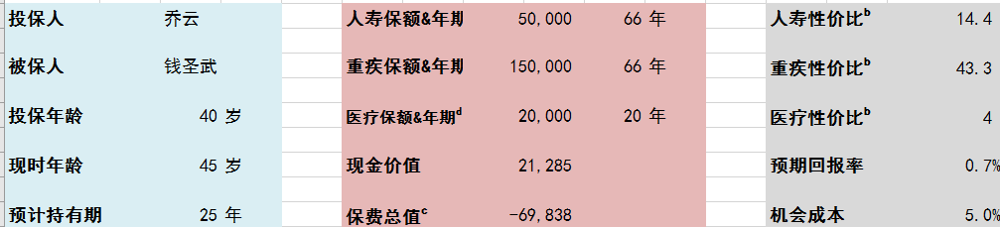 投保人 乔云 人寿保额&年期 50,000 66 年 人寿性价比b 14.4
被保人 钱圣武 重疾保额&年期 150,000 66 年 重疾性价比b 43.3
投保年龄 40 岁 医疗保额&年期d 20,000 20 年 医疗性价比b 4
现时年龄 45 岁 现金价值 21,285 预期回报率 0.7%
预计持有期 25 年 保费总值c -69,838 机会成本 5.0%